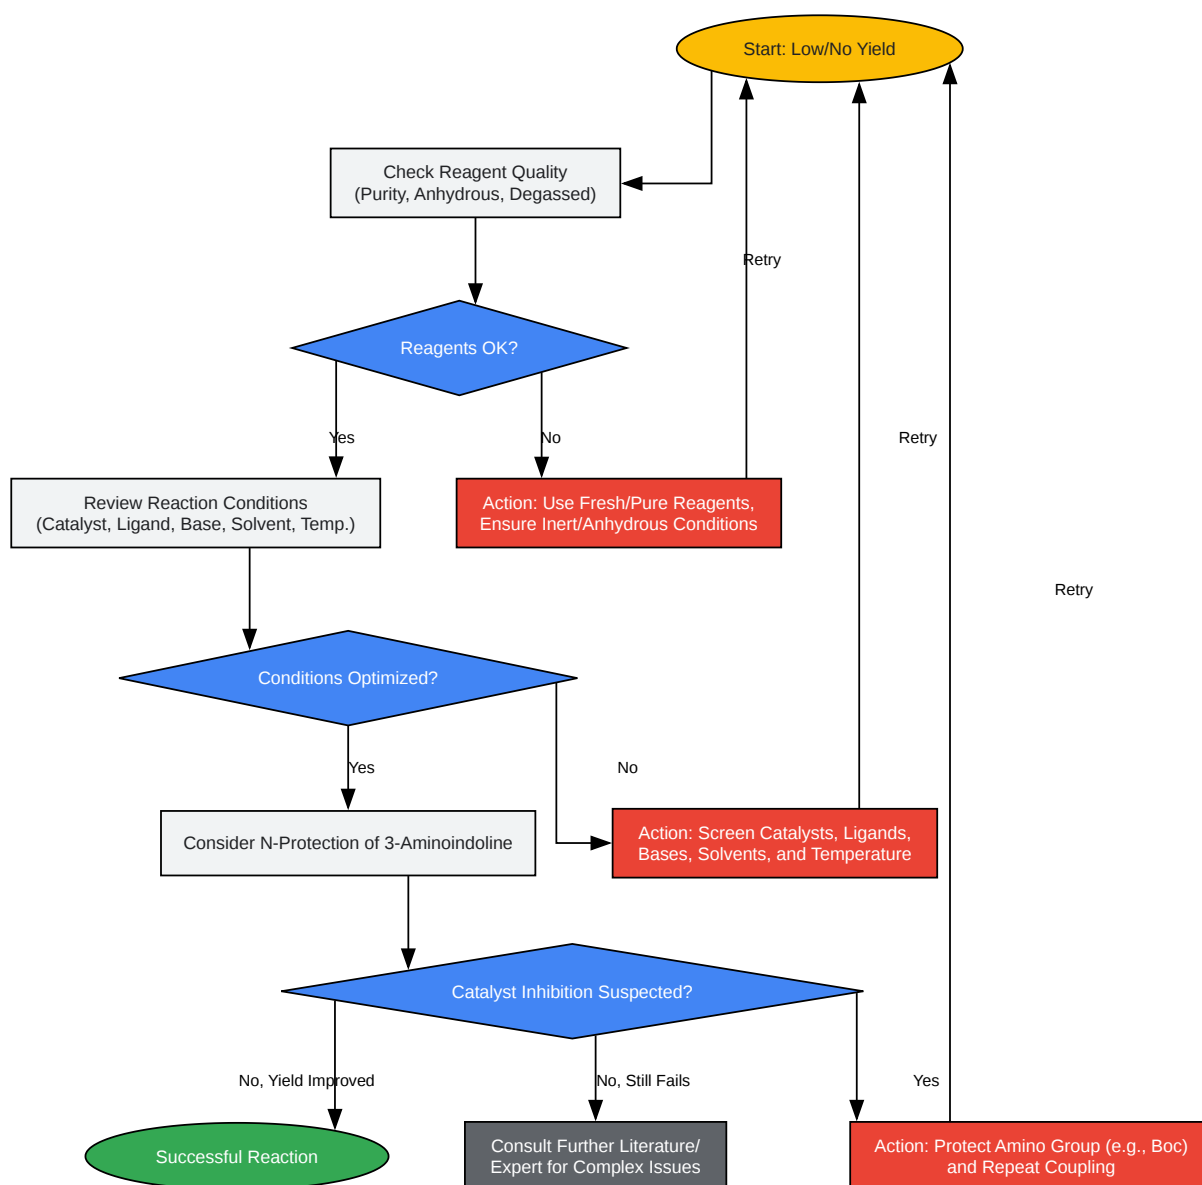 Start: Low/No Yield
Check Reagent Quality
(Purity, Anhydrous, Degassed)
Retry
Reagents OK?
Yes
No
Retry
Review Reaction Conditions
(Catalyst, Ligand, Base, Solvent, Temp.)
Action: Use Fresh/Pure Reagents,
Ensure Inert/Anhydrous Conditions
Retry
Conditions Optimized?
Yes
No
Consider N-Protection of 3-Aminoindoline
Action: Screen Catalysts, Ligands,
Bases, Solvents, and Temperature
Catalyst Inhibition Suspected?
No, Yield Improved
No, Still Fails
Yes
Successful Reaction
Consult Further Literature/
Expert for Complex Issues
Action: Protect Amino Group (e.g., Boc)
and Repeat Coupling